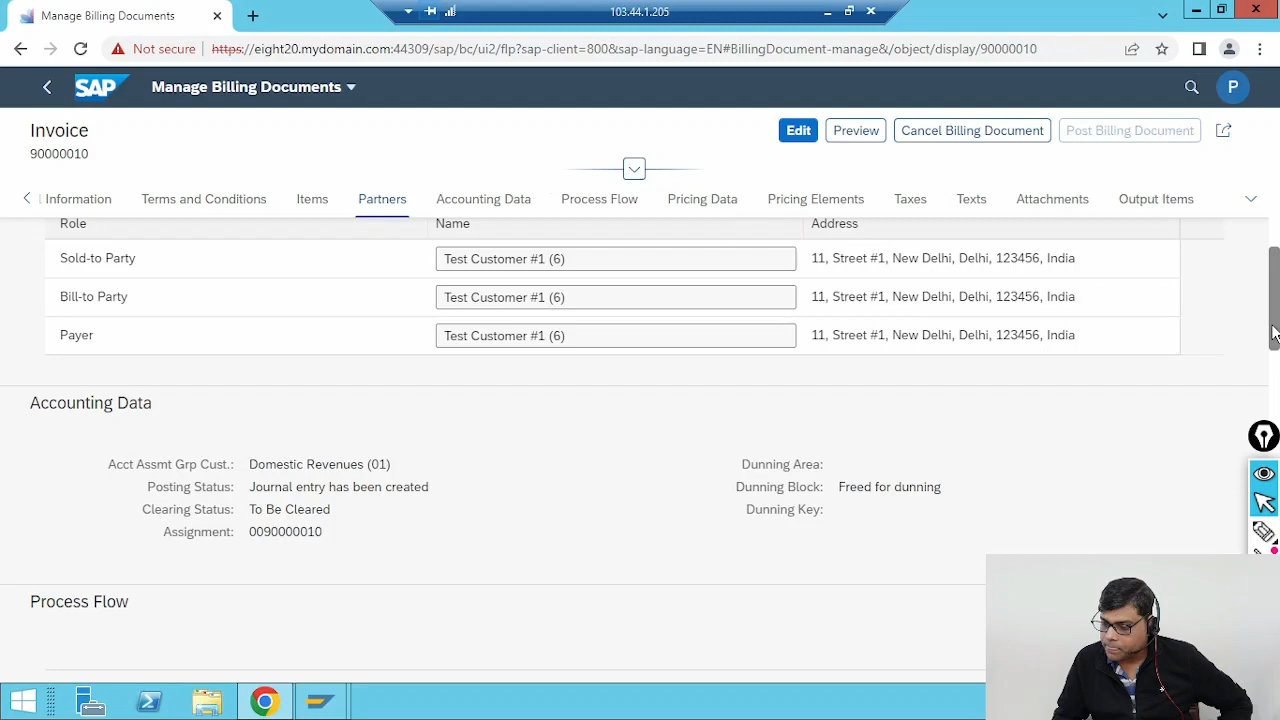 Manage Billing Documents
103.44.1.205
Not secure
https://eight20.mydomain.com:44309/sap/bc/ui2/flp?sap-client=800&sap-language=EN#BillingDocument-manage&/object/display/90000010
SAP
Manage Billing Documents
P
Invoice
90000010
Edit
Preview
Cancel Billing Document
Post Billing Document
l Information
Terms and Conditions
Items
Partners
Accounting Data
Process Flow
Pricing Data
Pricing Elements
Taxes
Texts
Attachments
Output Items
Role Name Address
Sold-to Party Test Customer #1 (6) 11, Street #1, New Delhi, Delhi, 123456, India
Bill-to Party Test Customer #1 (6) 11, Street #1, New Delhi, Delhi, 123456, India
Payer Test Customer #1 (6) 11, Street #1, New Delhi, Delhi, 123456, India
Accounting Data
Acct Assmt Grp Cust.: Domestic Revenues (01)
Posting Status: Journal entry has been created
Clearing Status: To Be Cleared
Assignment: 0090000010
Dunning Area:
Dunning Block: Freed for dunning
Dunning Key:
Process Flow